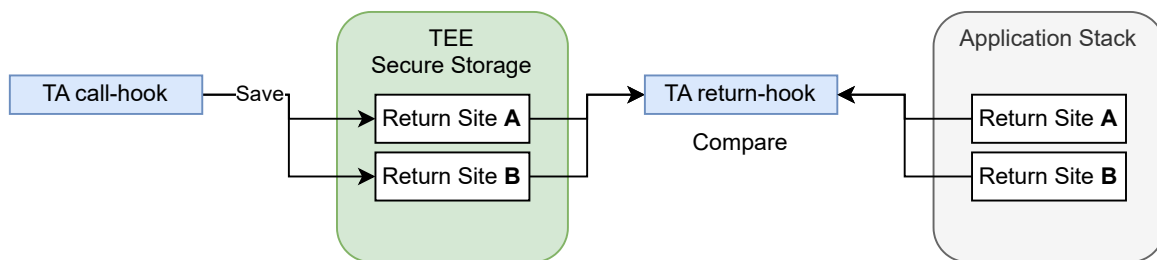 TA call-hook
Save
TEE
Secure Storage
Return Site A
Return Site B
TA return-hook
Compare
Application Stack
Return Site A
Return Site B